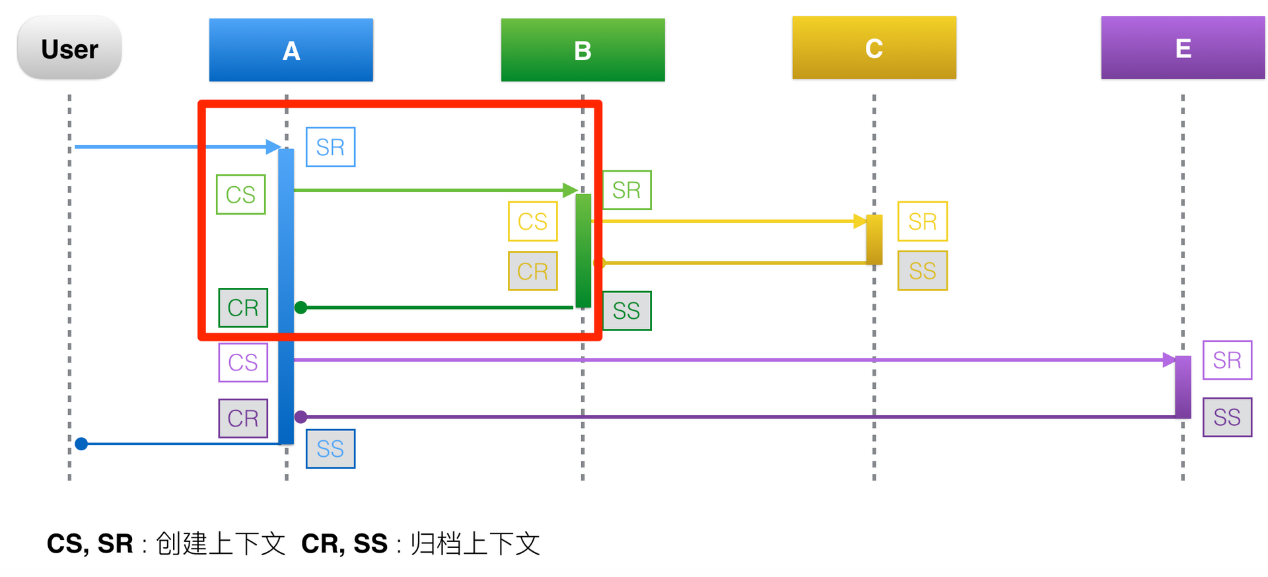 User A B C E
SR
CS SR
CS SR
CR SS
CR SS
CS SR
CR SS
SS
CS, SR : 创建上下文 CR, SS : 归档上下文